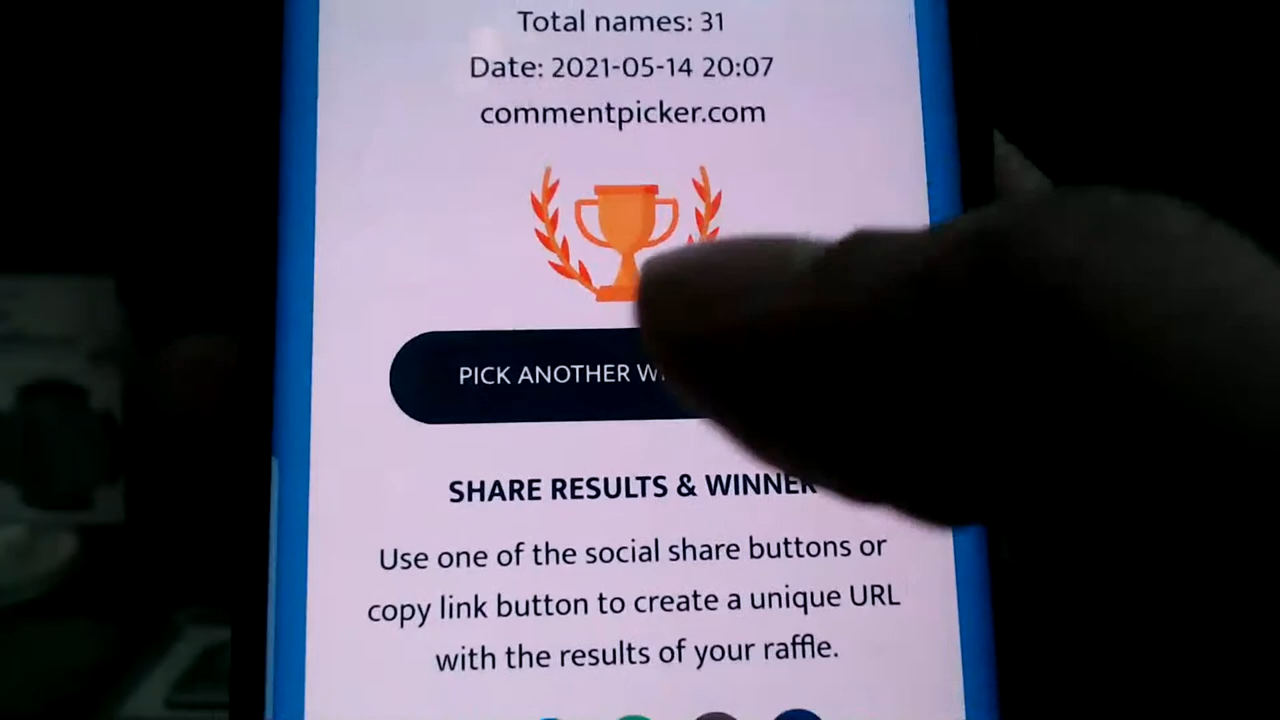 Total names: 31
Date: 2021-05-14 20:07
commentpicker.com
PICK ANOTHER
SHARE RESULTS & WINNER
Use one of the social share buttons or
copy link button to create a unique URL
with the results of your raffle.